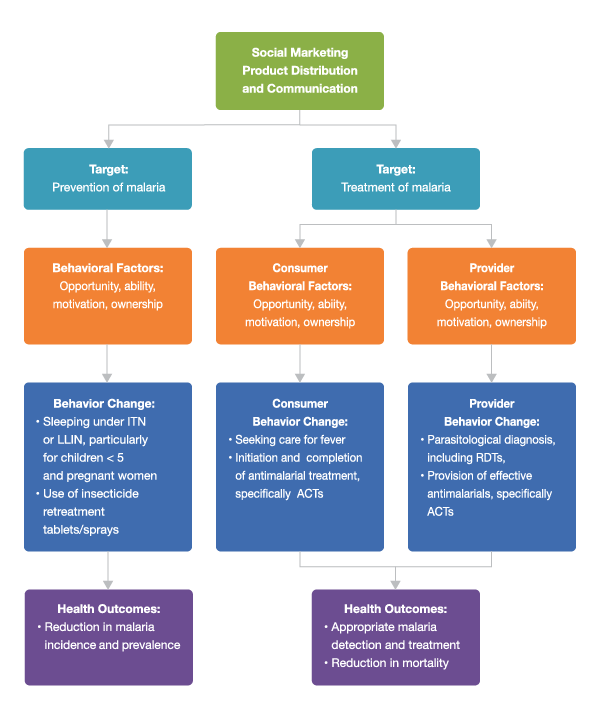 Social Marketing
Product Distribution
and Communication
Target:
Prevention of malaria
Target:
Treatment of malaria
Behavioral Factors:
Opportunity, ability,
motivation, ownership
Consumer
Behavioral Factors:
Opportunity, abiity,
motivation, ownership
Provider
Behavioral Factors:
Opportunity, abiity,
motivation, ownership
Behavior Change:
• Sleeping under ITN
or LLIN, particularly
for children < 5
and pregnant women
• Use of insecticide
retreatment
tablets/sprays
Consumer
Behavior Change:
• Seeking care for fever
• Initiation and completion
of antimalarial treatment,
specifically ACTs
Provider
Behavior Change:
• Parasitological diagnosis,
including RDTs,
• Provision of effective
antimalarials, specifically
ACTs
Health Outcomes:
• Reduction in malaria
incidence and prevalence
Health Outcomes:
• Appropriate malaria
detection and treatment
• Reduction in mortality